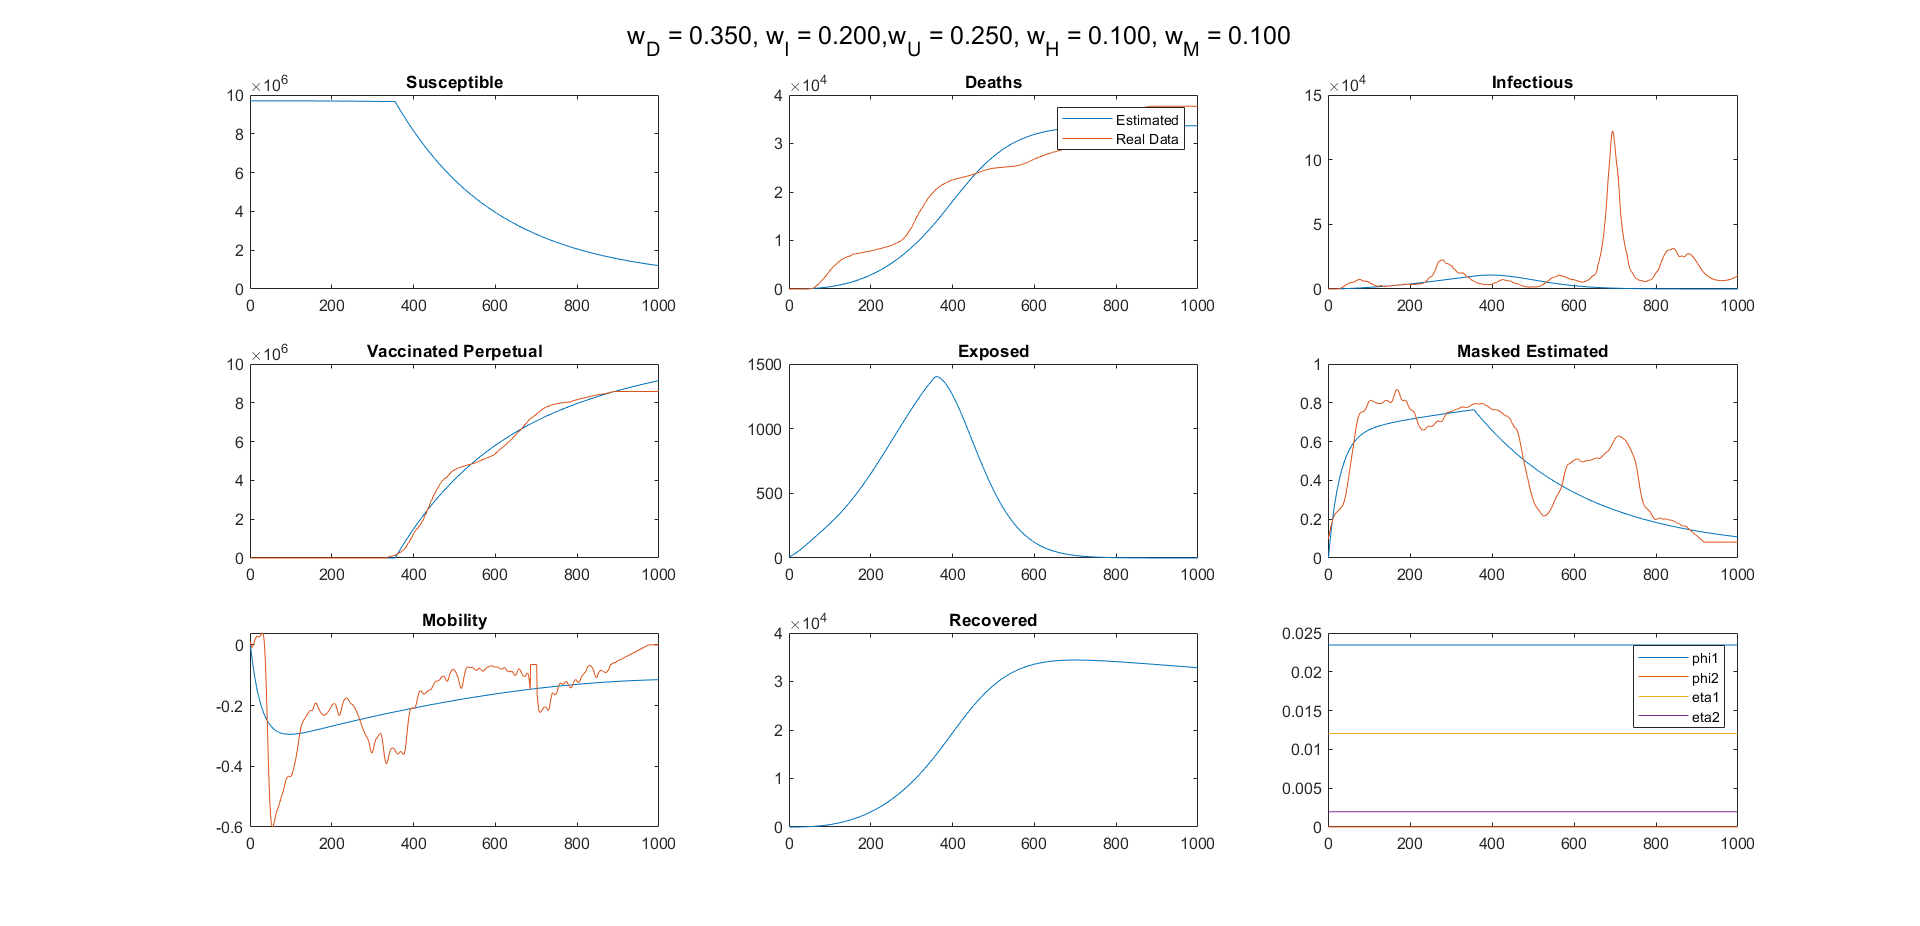 w_D = 0.350, w_I = 0.200,w_U = 0.250, w_H = 0.100, w_M = 0.100
Susceptible
×10^6
10
8
6
4
2
0
0 200 400 600 800 1000
Deaths
×10^4
4
3
2
1
0
Estimated
Real Data
0 200 400 600 800 1000
Infectious
×10^4
15
10
5
0
0 200 400 600 800 1000
Vaccinated Perpetual
×10^6
10
8
6
4
2
0
0 200 400 600 800 1000
Exposed
1500
1000
500
0
0 200 400 600 800 1000
Masked Estimated
1
0.8
0.6
0.4
0.2
0
0 200 400 600 800 1000
Mobility
0
-0.2
-0.4
-0.6
0 200 400 600 800 1000
Recovered
×10^4
4
3
2
1
0
0 200 400 600 800 1000
0.025
0.02
0.015
0.01
0.005
0
phi1
phi2
eta1
eta2
0 200 400 600 800 1000